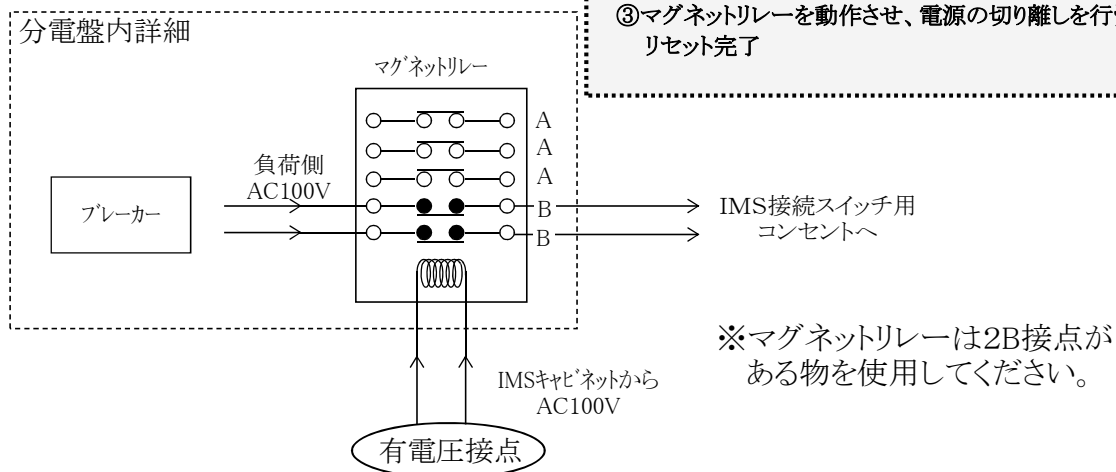 ③マグネットリレーを動作させ、電源の切り離しを行
リセット完了
分電盤内詳細
マグネットリレー
A
A
A
B
B
負荷側
AC100V
ブレーカー
IMS接続スイッチ用
コンセントへ
※マグネットリレーは2B接点が
ある物を使用してください。
IMSキャビネットから
AC100V
有電圧接点